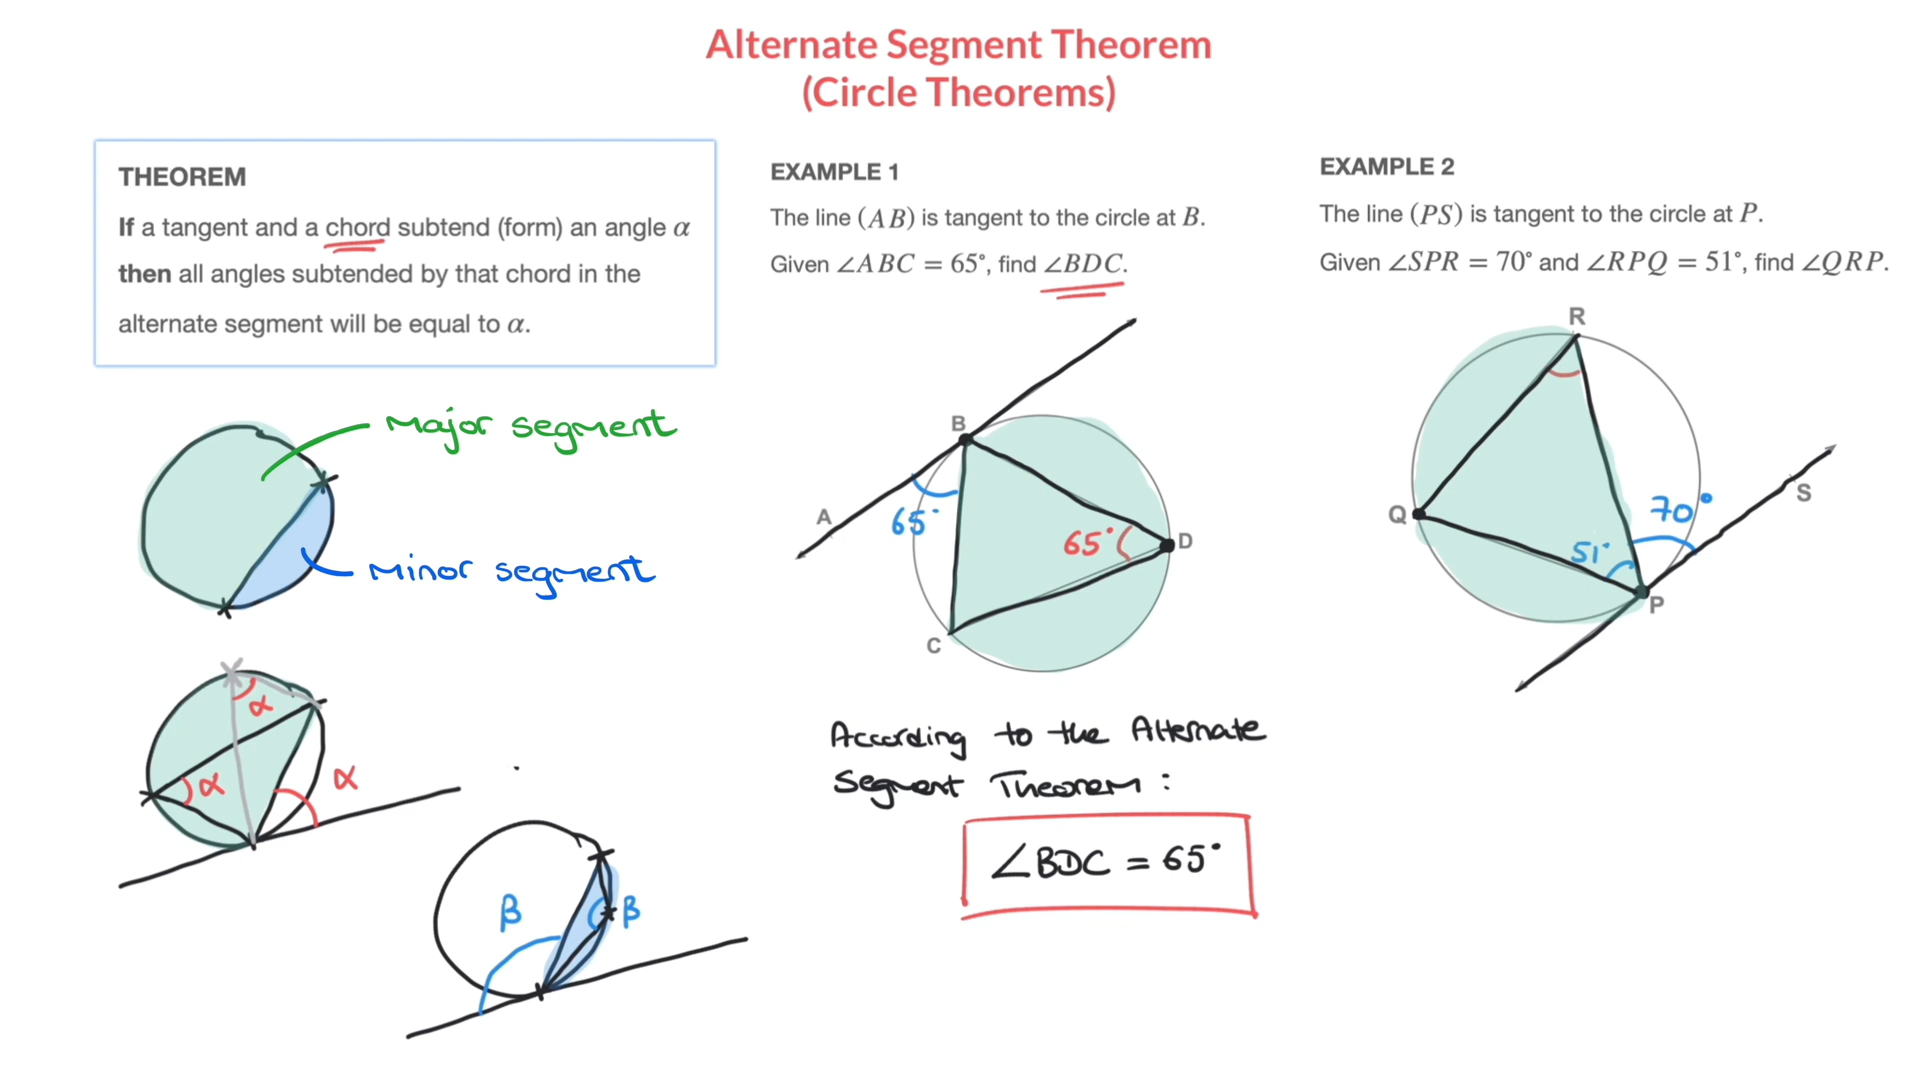 Alternate Segment Theorem
(Circle Theorems)
THEOREM
If a tangent and a chord subtend (form) an angle α
then all angles subtended by that chord in the
alternate segment will be equal to α.
Major segment
Minor segment
α
α
α
β
β
EXAMPLE 1
The line (AB) is tangent to the circle at B.
Given ∠ABC = 65°, find ∠BDC.
B
A
65°
65°
D
C
According to the Alternate
Segment Theorem :
∠BDC = 65°
EXAMPLE 2
The line (PS) is tangent to the circle at P.
Given ∠SPR = 70° and ∠RPQ = 51°, find ∠QRP.
R
S
70°
Q
51°
P